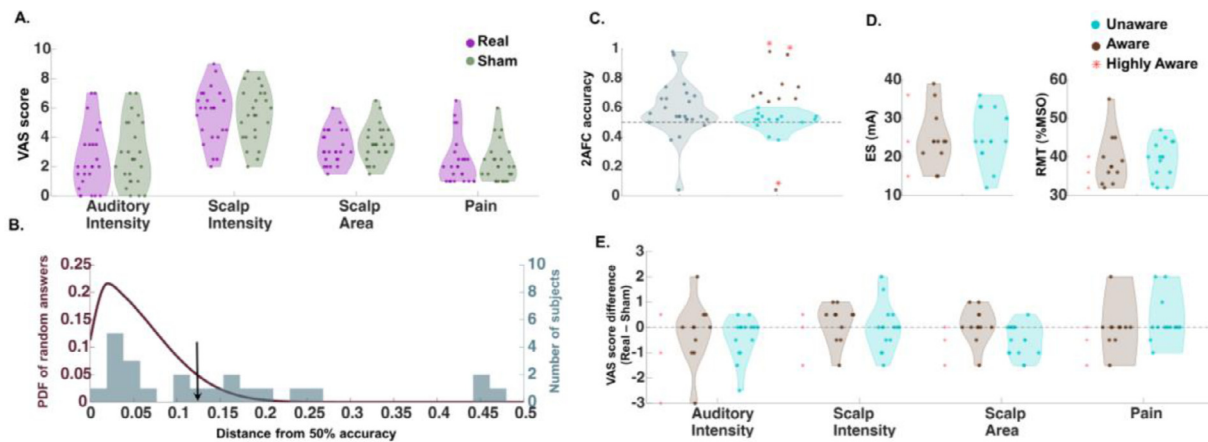 A.
Real
Sham
VAS score
10
8
6
4
2
0
Auditory
Intensity
Scalp
Intensity
Scalp
Area
Pain
B.
PDF of random answers
0.25
0.2
0.15
0.1
0.05
0
10
8
6
4
2
0
Number of subjects
0
0.05
0.1
0.15
0.2
0.25
0.3
0.35
0.4
0.45
0.5
Distance from 50% accuracy
C.
2AFC accuracy
1
0.8
0.6
0.4
0.2
0
D.
Unaware
Aware
Highly Aware
ES (mA)
40
30
20
10
RMT (%MSO)
60
50
40
30
E.
VAS score difference
(Real – Sham)
3
2
1
0
-1
-2
-3
Auditory
Intensity
Scalp
Intensity
Scalp
Area
Pain